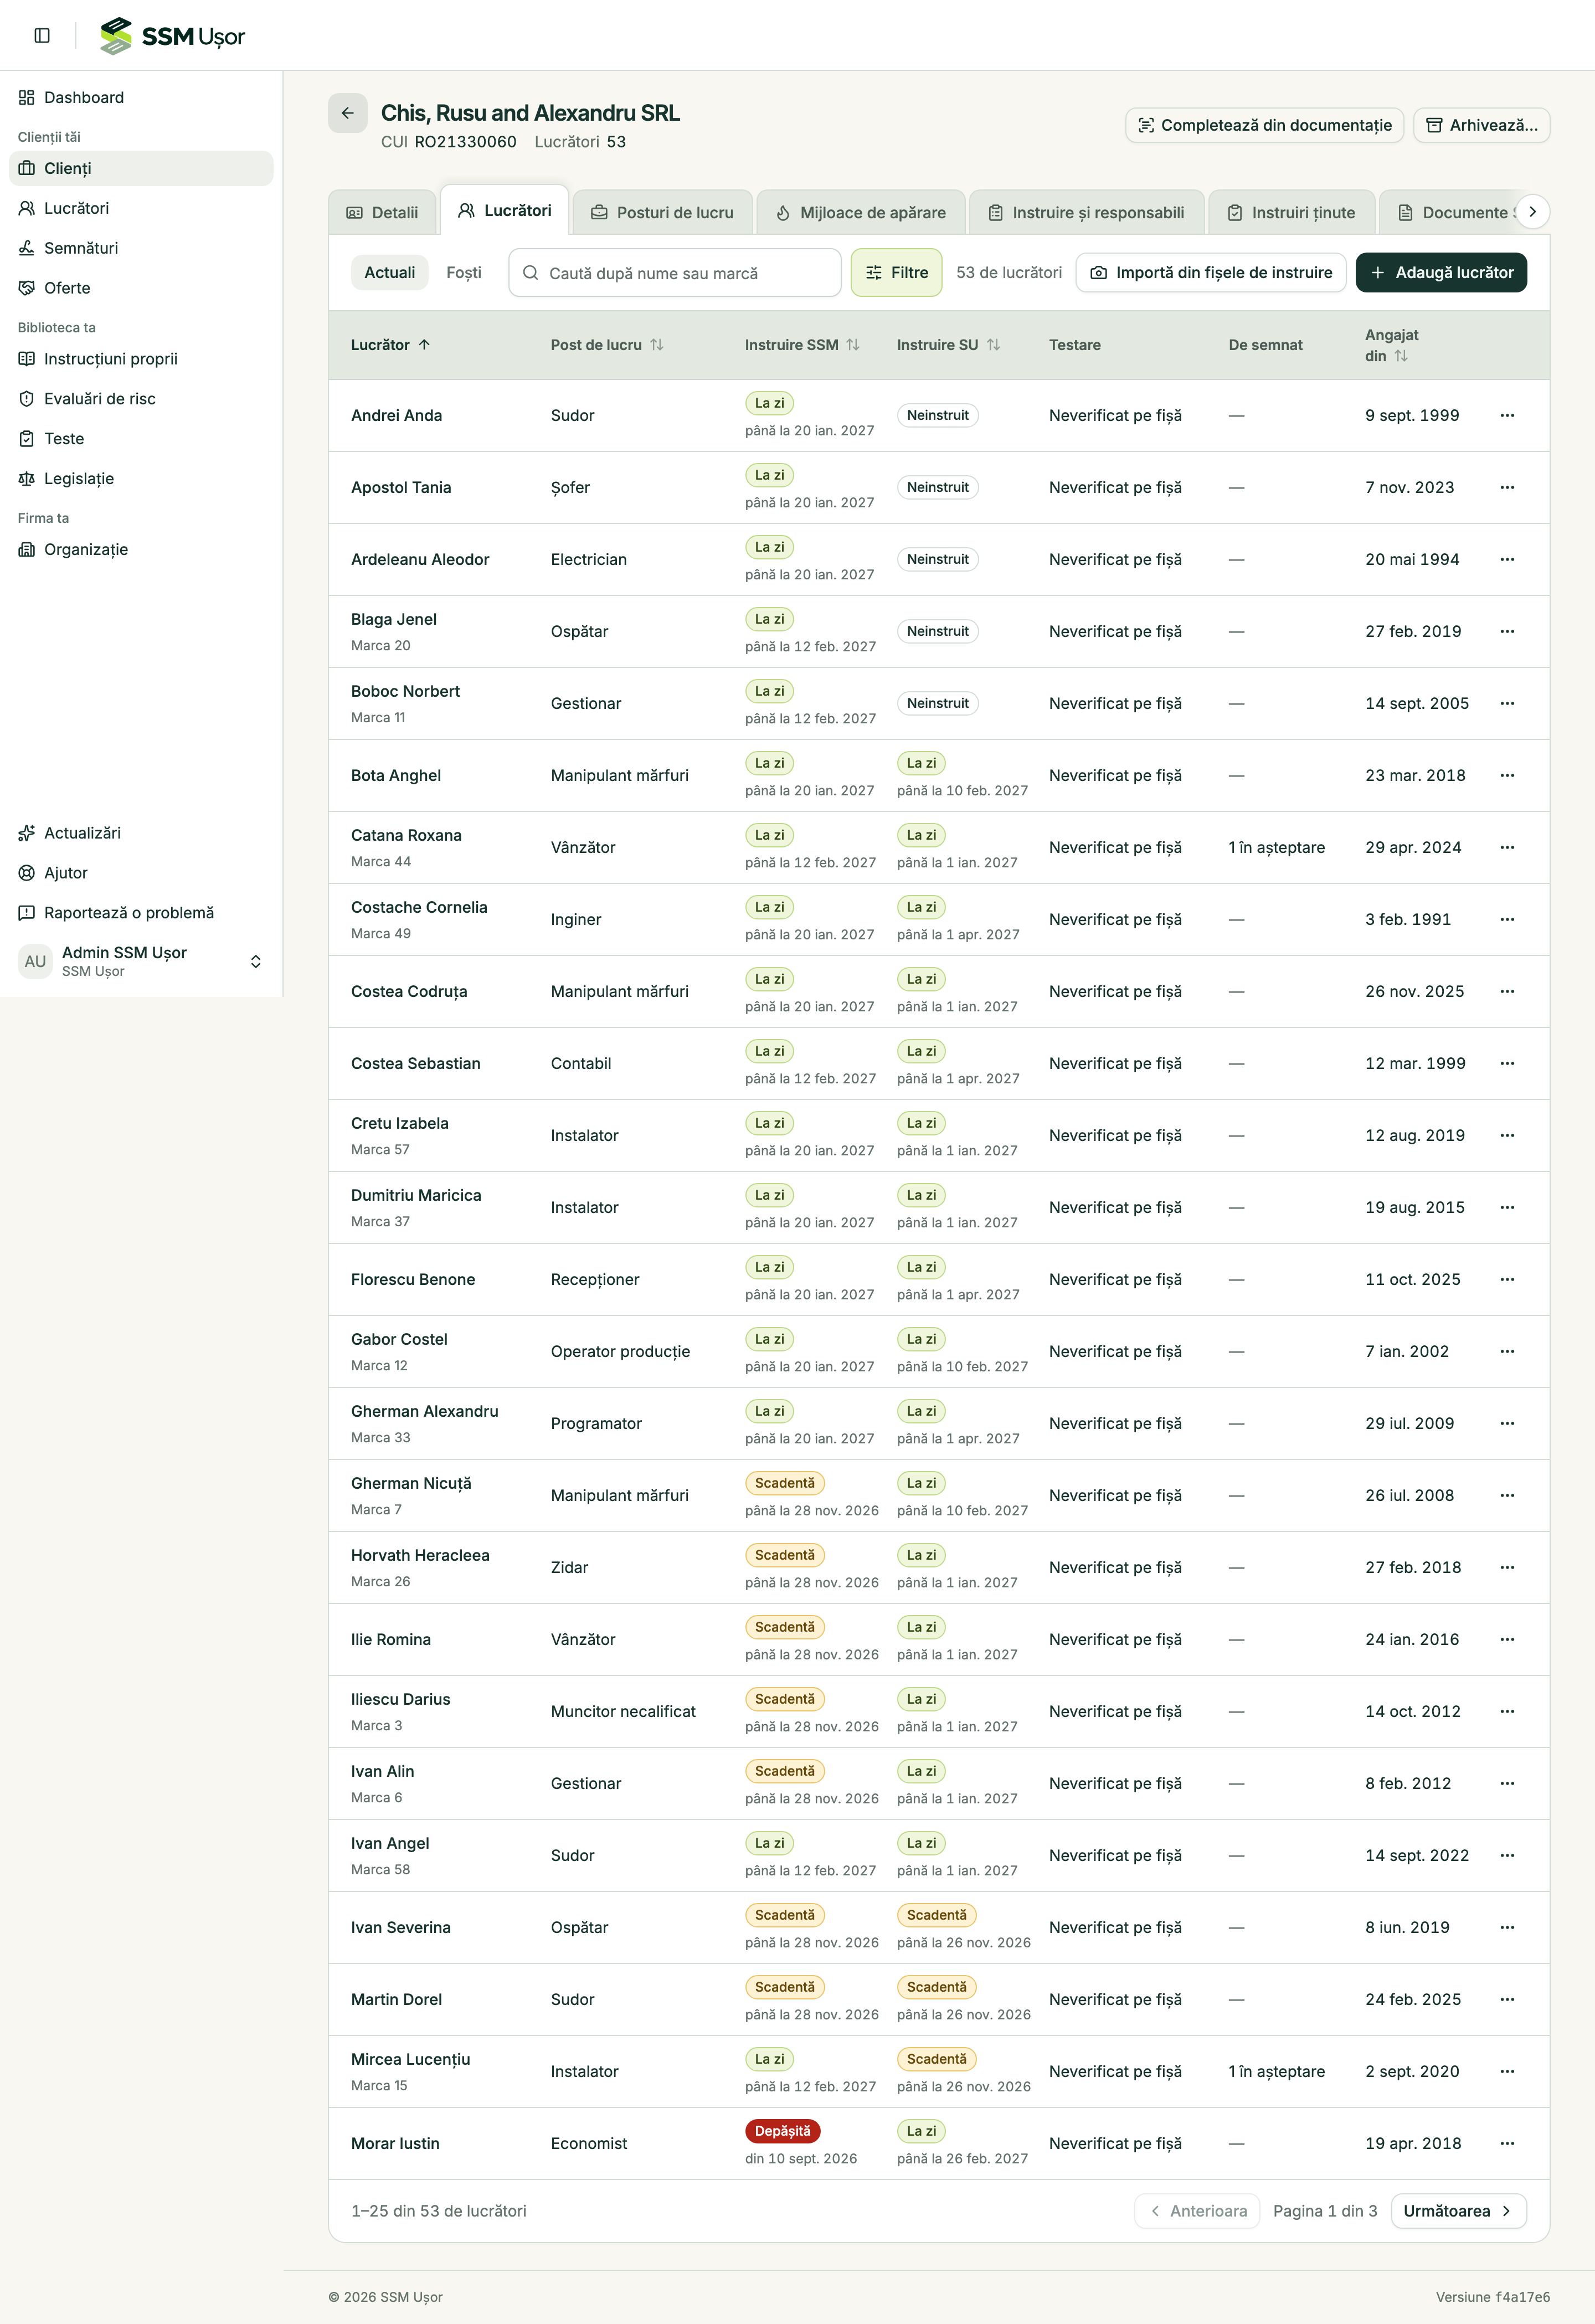 SSM Ușor
Dashboard
Clienții tăi
Clienți
Lucrători
Semnături
Oferte
Biblioteca ta
Instrucțiuni proprii
Evaluări de risc
Teste
Legislație
Firma ta
Organizație
Actualizări
Ajutor
Raportează o problemă
AU
Admin SSM Ușor
SSM Ușor
Chis, Rusu and Alexandru SRL
CUI RO21330060 Lucrători 53
Completează din documentație
Arhivează...
Detalii
Lucrători
Posturi de lucru
Mijloace de apărare
Instruire și responsabili
Instruiri ținute
Documente
Actuali
Foști
Caută după nume sau marcă
Filtre
53 de lucrători
Importă din fișele de instruire
Adaugă lucrător
Lucrător Post de lucru Instruire SSM Instruire SU Testare De semnat Angajat din
Andrei Anda Sudor La zi până la 20 ian. 2027 Neinstruit Neverificat pe fișă — 9 sept. 1999
Apostol Tania Șofer La zi până la 20 ian. 2027 Neinstruit Neverificat pe fișă — 7 nov. 2023
Ardeleanu Aleodor Electrician La zi până la 20 ian. 2027 Neinstruit Neverificat pe fișă — 20 mai 1994
Blaga Jenel Marca 20 Ospătar La zi până la 12 feb. 2027 Neinstruit Neverificat pe fișă — 27 feb. 2019
Boboc Norbert Marca 11 Gestionar La zi până la 12 feb. 2027 Neinstruit Neverificat pe fișă — 14 sept. 2005
Bota Anghel Manipulant mărfuri La zi până la 20 ian. 2027 La zi până la 10 feb. 2027 Neverificat pe fișă — 23 mar. 2018
Catana Roxana Marca 44 Vânzător La zi până la 12 feb. 2027 La zi până la 1 ian. 2027 Neverificat pe fișă 1 în așteptare 29 apr. 2024
Costache Cornelia Marca 49 Inginer La zi până la 20 ian. 2027 La zi până la 1 apr. 2027 Neverificat pe fișă — 3 feb. 1991
Costea Codruța Manipulant mărfuri La zi până la 20 ian. 2027 La zi până la 1 ian. 2027 Neverificat pe fișă — 26 nov. 2025
Costea Sebastian Contabil La zi până la 12 feb. 2027 La zi până la 1 apr. 2027 Neverificat pe fișă — 12 mar. 1999
Cretu Izabela Marca 57 Instalator La zi până la 20 ian. 2027 La zi până la 1 ian. 2027 Neverificat pe fișă — 12 aug. 2019
Dumitriu Maricica Marca 37 Instalator La zi până la 20 ian. 2027 La zi până la 1 ian. 2027 Neverificat pe fișă — 19 aug. 2015
Florescu Benone Recepționer La zi până la 20 ian. 2027 La zi până la 1 apr. 2027 Neverificat pe fișă — 11 oct. 2025
Gabor Costel Marca 12 Operator producție La zi până la 20 ian. 2027 La zi până la 10 feb. 2027 Neverificat pe fișă — 7 ian. 2002
Gherman Alexandru Marca 33 Programator La zi până la 20 ian. 2027 La zi până la 1 apr. 2027 Neverificat pe fișă — 29 iul. 2009
Gherman Nicuță Marca 7 Manipulant mărfuri Scadentă până la 28 nov. 2026 La zi până la 10 feb. 2027 Neverificat pe fișă — 26 iul. 2008
Horvath Heracleea Marca 26 Zidar Scadentă până la 28 nov. 2026 La zi până la 1 ian. 2027 Neverificat pe fișă — 27 feb. 2018
Ilie Romina Vânzător Scadentă până la 28 nov. 2026 La zi până la 1 ian. 2027 Neverificat pe fișă — 24 ian. 2016
Iliescu Darius Marca 3 Muncitor necalificat Scadentă până la 28 nov. 2026 La zi până la 1 ian. 2027 Neverificat pe fișă — 14 oct. 2012
Ivan Alin Marca 6 Gestionar Scadentă până la 28 nov. 2026 La zi până la 1 ian. 2027 Neverificat pe fișă — 8 feb. 2012
Ivan Angel Marca 58 Sudor La zi până la 12 feb. 2027 La zi până la 1 ian. 2027 Neverificat pe fișă — 14 sept. 2022
Ivan Severina Ospătar Scadentă până la 28 nov. 2026 Scadentă până la 26 nov. 2026 Neverificat pe fișă — 8 iun. 2019
Martin Dorel Sudor Scadentă până la 28 nov. 2026 Scadentă până la 26 nov. 2026 Neverificat pe fișă — 24 feb. 2025
Mircea Lucențiu Marca 15 Instalator La zi până la 12 feb. 2027 Scadentă până la 26 nov. 2026 Neverificat pe fișă 1 în așteptare 2 sept. 2020
Morar Iustin Economist Depășită din 10 sept. 2026 La zi până la 26 feb. 2027 Neverificat pe fișă — 19 apr. 2018
1–25 din 53 de lucrători
Anterioara
Pagina 1 din 3
Următoarea
© 2026 SSM Ușor
Versiune f4a17e6